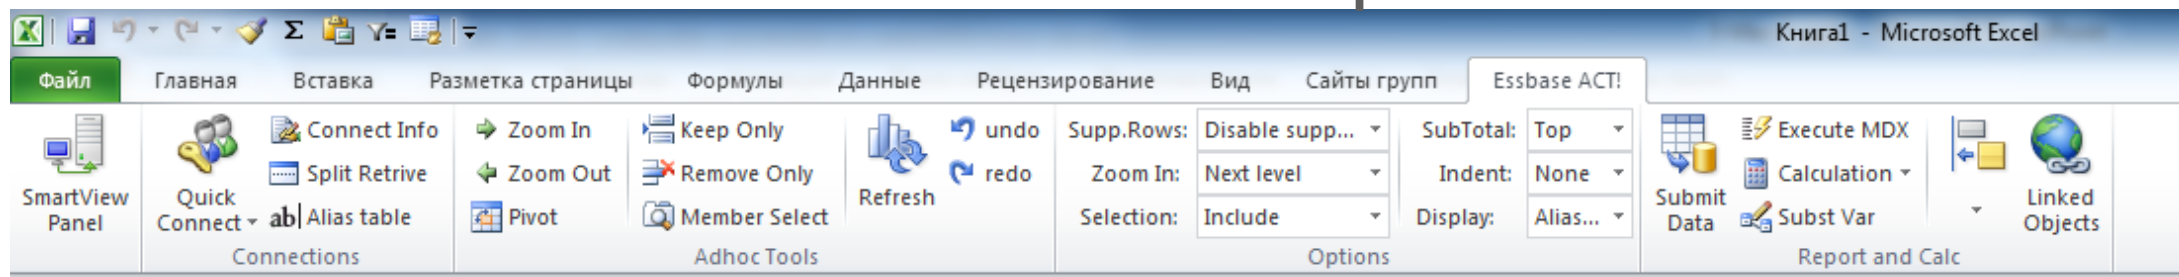 Книга1 - Microsoft Excel
Файл Главная Вставка Разметка страницы Формулы Данные Рецензирование Вид Сайты групп Essbase ACT!
SmartView Panel
Quick Connect
Connect Info
Split Retrive
ab Alias table
Connections
Zoom In
Zoom Out
Pivot
Keep Only
Remove Only
Member Select
Refresh
undo
redo
Adhoc Tools
Supp.Rows: Disable supp...
Zoom In: Next level
Selection: Include
SubTotal: Top
Indent: None
Display: Alias...
Options
Submit Data
Execute MDX
Calculation
Subst Var
Linked Objects
Report and Calc